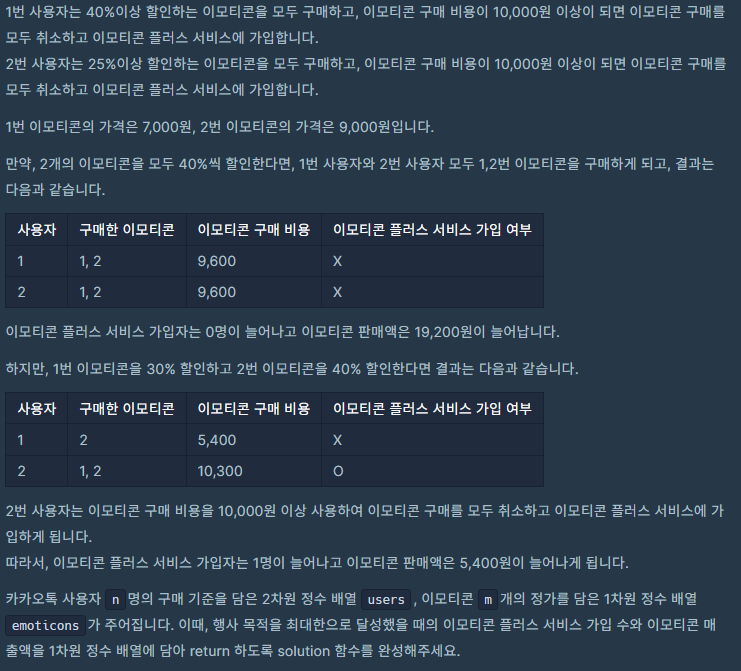 1번 사용자는 40%이상 할인하는 이모티콘을 모두 구매하고, 이모티콘 구매 비용이 10,000원 이상이 되면 이모티콘 구매를
모두 취소하고 이모티콘 플러스 서비스에 가입합니다.
2번 사용자는 25%이상 할인하는 이모티콘을 모두 구매하고, 이모티콘 구매 비용이 10,000원 이상이 되면 이모티콘 구매를
모두 취소하고 이모티콘 플러스 서비스에 가입합니다.
1번 이모티콘의 가격은 7,000원, 2번 이모티콘의 가격은 9,000원입니다.
만약, 2개의 이모티콘을 모두 40%씩 할인한다면, 1번 사용자와 2번 사용자 모두 1,2번 이모티콘을 구매하게 되고, 결과는
다음과 같습니다.
사용자 구매한 이모티콘 이모티콘 구매 비용 이모티콘 플러스 서비스 가입 여부
1 1, 2 9,600 X
2 1, 2 9,600 X
이모티콘 플러스 서비스 가입자는 0명이 늘어나고 이모티콘 판매액은 19,200원이 늘어납니다.
하지만, 1번 이모티콘을 30% 할인하고 2번 이모티콘을 40% 할인한다면 결과는 다음과 같습니다.
사용자 구매한 이모티콘 이모티콘 구매 비용 이모티콘 플러스 서비스 가입 여부
1 2 5,400 X
2 1, 2 10,300 O
2번 사용자는 이모티콘 구매 비용을 10,000원 이상 사용하여 이모티콘 구매를 모두 취소하고 이모티콘 플러스 서비스에 가
입하게 됩니다.
따라서, 이모티콘 플러스 서비스 가입자는 1명이 늘어나고 이모티콘 판매액은 5,400원이 늘어나게 됩니다.
카카오톡 사용자 n 명의 구매 기준을 담은 2차원 정수 배열 users , 이모티콘 m 개의 정가를 담은 1차원 정수 배열
emoticons 가 주어집니다. 이때, 행사 목적을 최대한으로 달성했을 때의 이모티콘 플러스 서비스 가입 수와 이모티콘 매
출액을 1차원 정수 배열에 담아 return 하도록 solution 함수를 완성해주세요.